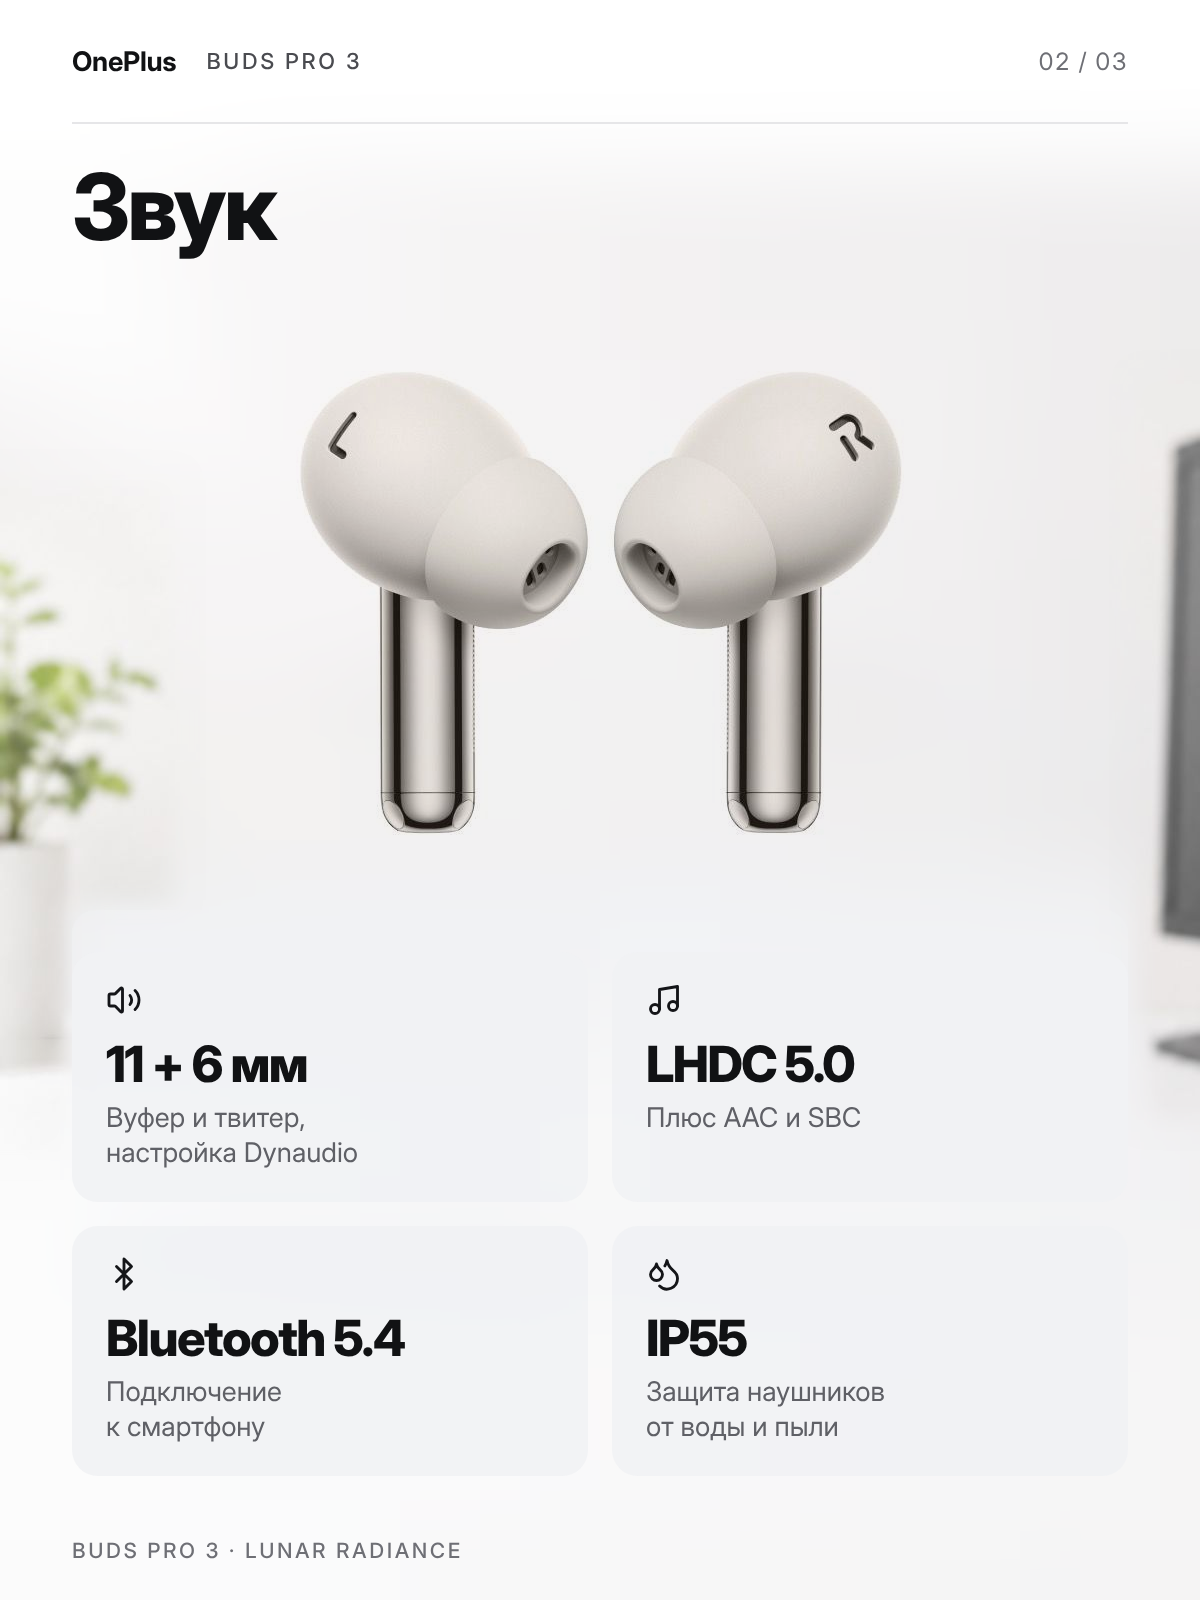 OnePlus BUDS PRO 3 02 / 03
Звук
L R
11 + 6 мм
Вуфер и твитер,
настройка Dynaudio
LHDC 5.0
Плюс AAC и SBC
Bluetooth 5.4
Подключение
к смартфону
IP55
Защита наушников
от воды и пыли
BUDS PRO 3 · LUNAR RADIANCE